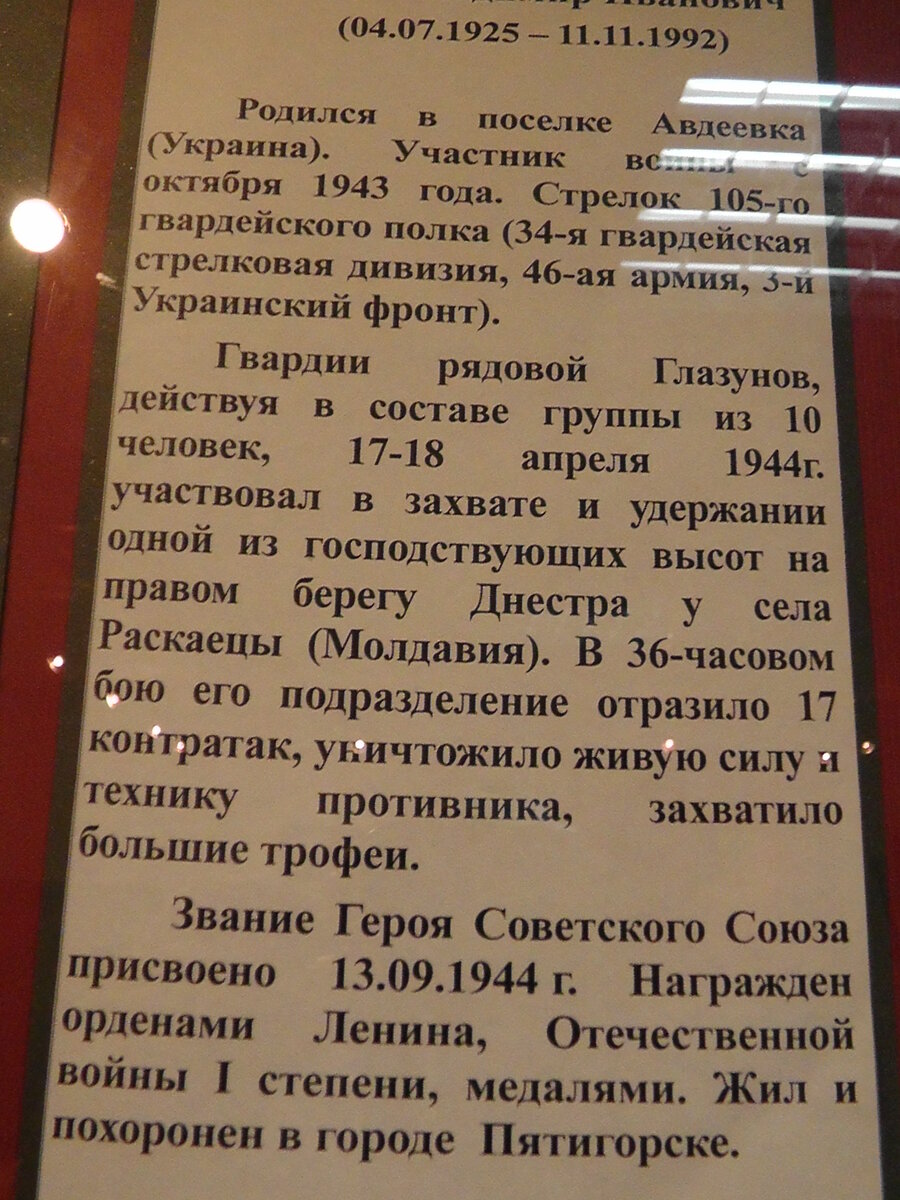 Иванович
(04.07.1925 – 11.11.1992)
Родился в поселке Авдеевка
(Украина). Участник войны с
октября 1943 года. Стрелок 105-го
гвардейского полка (34-я гвардейская
стрелковая дивизия, 46-ая армия, 3-й
Украинский фронт).
Гвардии рядовой Глазунов,
действуя в составе группы из 10
человек, 17-18 апреля 1944г.
участвовал в захвате и удержании
одной из господствующих высот на
правом берегу Днестра у села
Раскаецы (Молдавия). В 36-часовом
бою его подразделение отразило 17
контратак, уничтожило живую силу и
технику противника, захватило
большие трофеи.
Звание Героя Советского Союза
присвоено 13.09.1944 г. Награжден
орденами Ленина, Отечественной
войны I степени, медалями. Жил и
похоронен в городе Пятигорске.